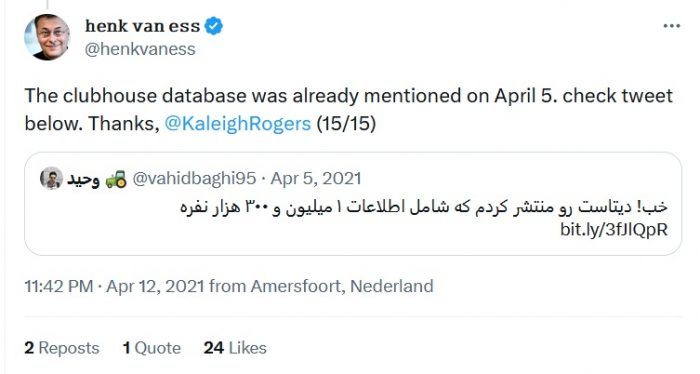 henk van ess
@henkvaness
The clubhouse database was already mentioned on April 5. check tweet
below. Thanks, @KaleighRogers (15/15)
وحید 🚜 @vahidbaghi95 · Apr 5, 2021
خب! دیتاست رو منتشر کردم که شامل اطلاعات ۱ میلیون و ۳۰۰ هزار نفره
bit.ly/3fJlQpR
11:42 PM · Apr 12, 2021 from Amersfoort, Nederland
2 Reposts 1 Quote 24 Likes